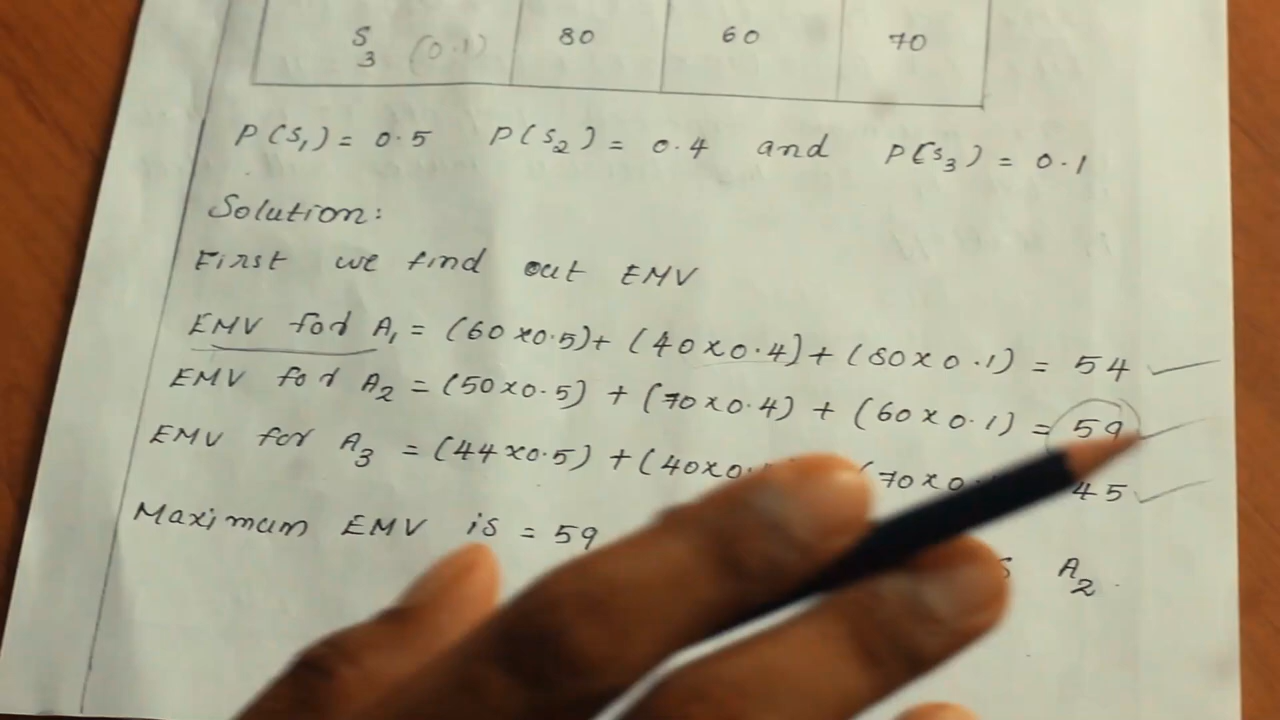 S3 (0.1) 80 60 70
P(S1) = 0.5 P(S2) = 0.4 and P(S3) = 0.1
Solution:
First we find out EMV
EMV for A1 = (60×0.5)+ (40×0.4)+(80×0.1) = 54
EMV for A2 = (50×0.5) + (70×0.4) + (60×0.1) = 59
EMV for A3 = (44×0.5) +(40×0. (70×0. 45
Maximum EMV is = 59 A2.